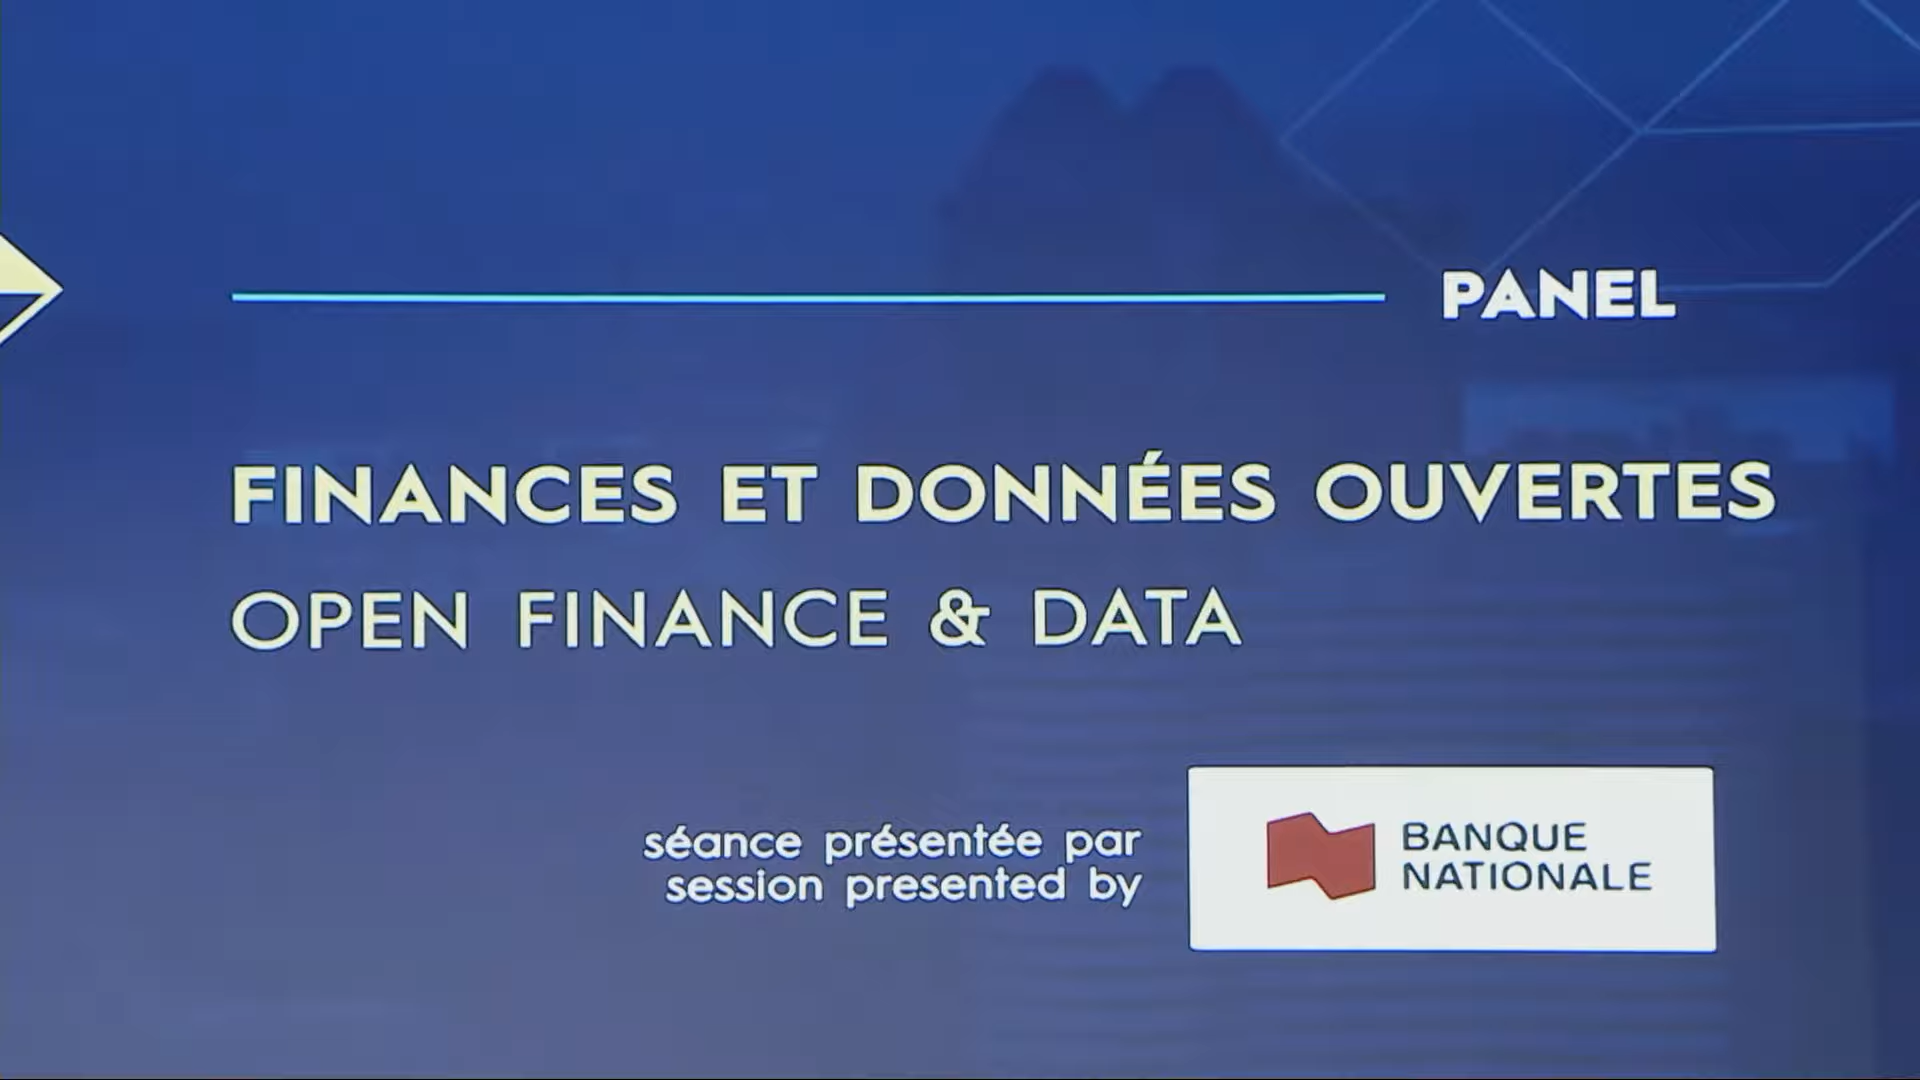 PANEL
FINANCES ET DONNÉES OUVERTES
OPEN FINANCE & DATA
séance présentée par
session presented by
BANQUE
NATIONALE